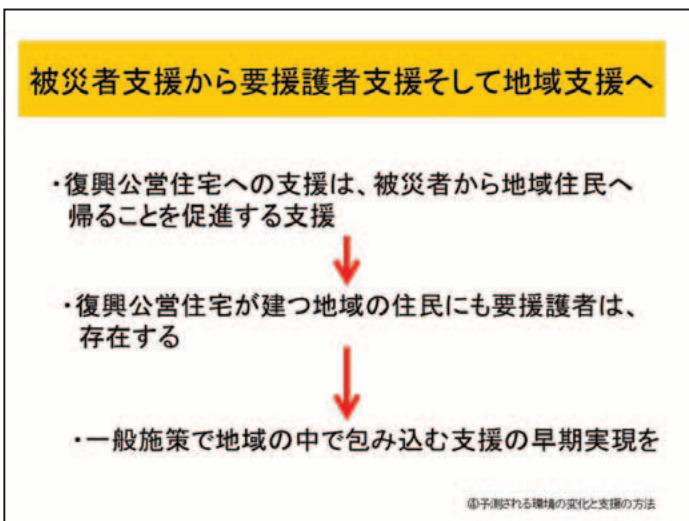 被災者支援から要援護者支援そして地域支援へ
・復興公営住宅への支援は、被災者から地域住民へ
帰ることを促進する支援
・復興公営住宅が建つ地域の住民にも要援護者は、
存在する
・一般施策で地域の中で包み込む支援の早期実現を
④予測される環境の変化と支援の方法